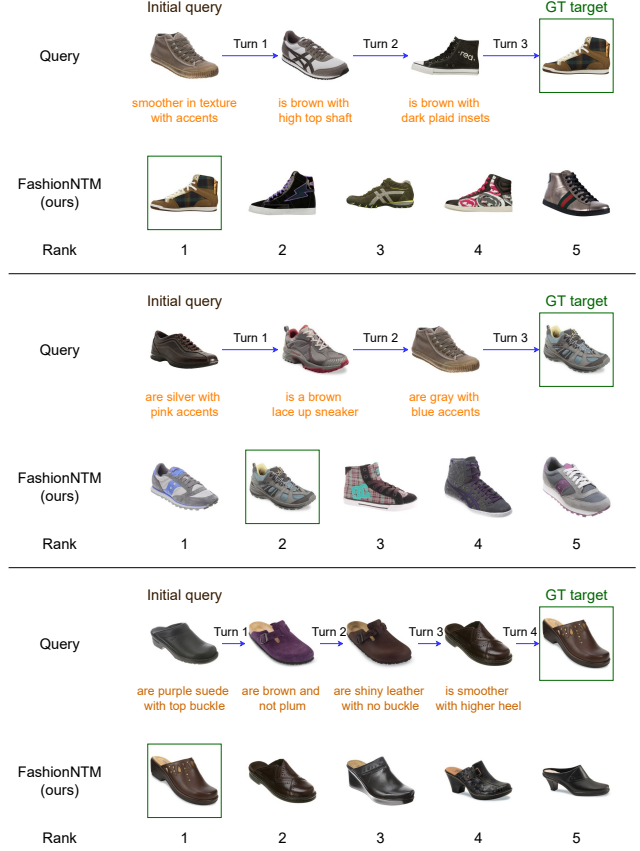 Initial query
GT target
Query
Turn 1
Turn 2
Turn 3
red
smoother in texture
with accents
is brown with
high top shaft
is brown with
dark plaid insets
FashionNTM
(ours)
Rank
1
2
3
4
5
Initial query
GT target
Query
Turn 1
Turn 2
Turn 3
are silver with
pink accents
is a brown
lace up sneaker
are gray with
blue accents
FashionNTM
(ours)
Rank
1
2
3
4
5
Initial query
GT target
Query
Turn 1
Turn 2
Turn 3
Turn 4
are purple suede
with top buckle
are brown and
not plum
are shiny leather
with no buckle
is smoother
with higher heel
FashionNTM
(ours)
Rank
1
2
3
4
5